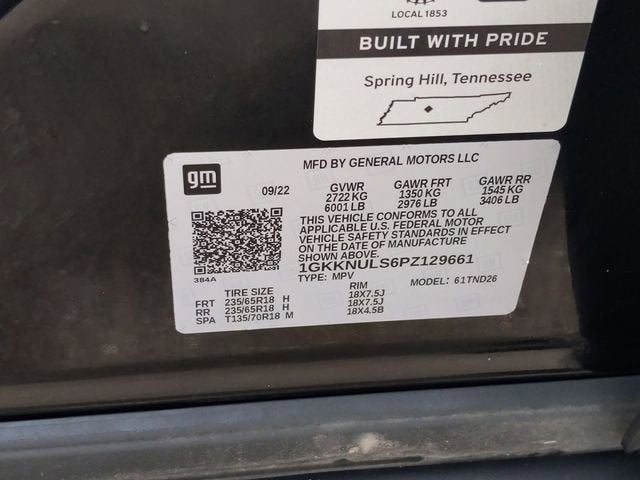 LOCAL 1853
BUILT WITH PRIDE
Spring Hill, Tennessee
gm
MFD BY GENERAL MOTORS LLC
09/22 GVWR GAWR FRT GAWR RR
2722 KG 1350 KG 1545 KG
6001 LB 2976 LB 3406 LB
THIS VEHICLE CONFORMS TO ALL
APPLICABLE U.S. FEDERAL MOTOR
VEHICLE SAFETY STANDARDS IN EFFECT
ON THE DATE OF MANUFACTURE
SHOWN ABOVE.
1GKKNULS6PZ129661
384A
TYPE: MPV MODEL: 61TND26
TIRE SIZE RIM
FRT 235/65R18 H 18X7.5J
RR 235/65R18 H 18X7.5J
SPA T135/70R18 M 18X4.5B